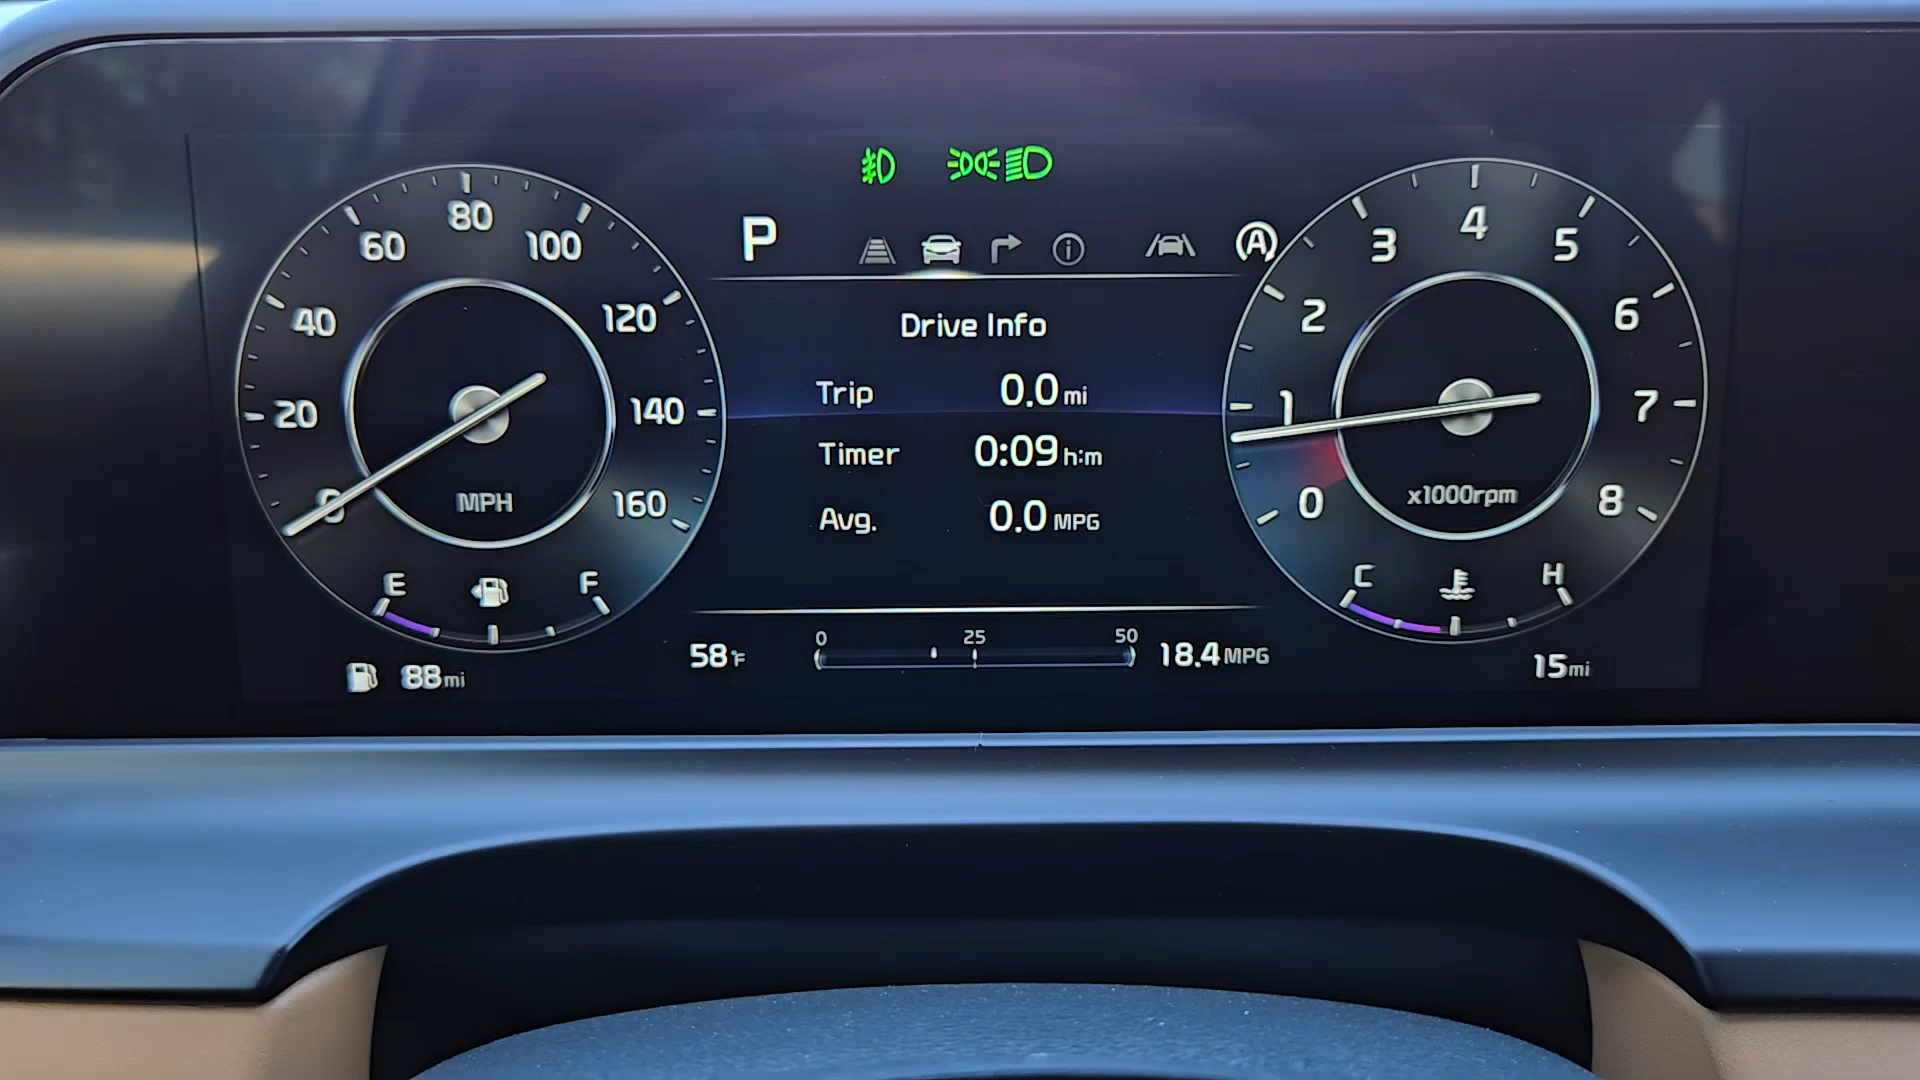 80
60
100
40
120
20
140
0
160
MPH
E
F
88 mi
P
A
Drive Info
Trip 0.0 mi
Timer 0:09 h:m
Avg. 0.0 MPG
58°F
0 25 50
18.4 MPG
4
3
5
2
6
1
7
0
8
x1000rpm
C
H
15 mi